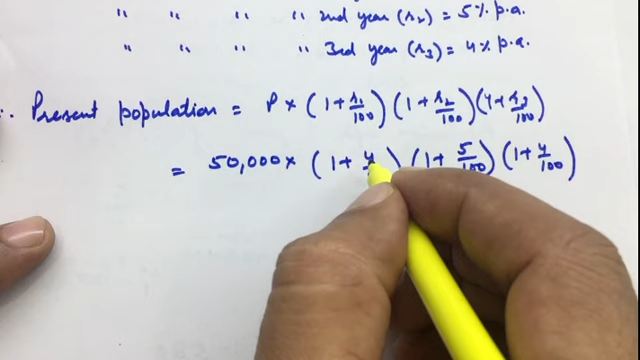 " " " " 2nd year (r₂) = 5% p.a.
" " " " 3rd year (r₃) = 4% p.a.
∴ Present population = P × (1 + r₁/100) (1 + r₂/100) (1 + r₃/100)
= 50,000 × (1 + 4/) (1 + 5/100) (1 + 4/100)